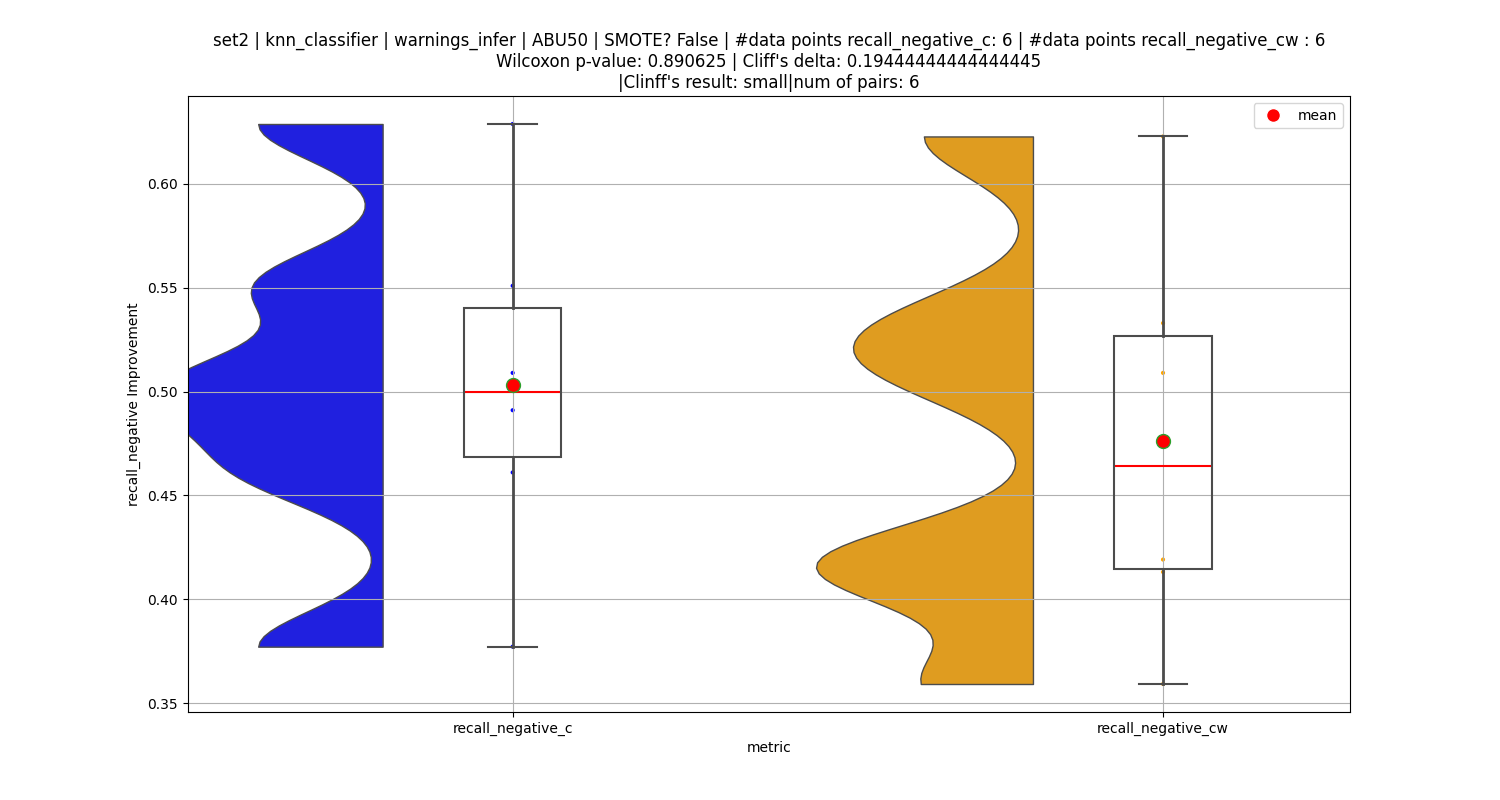 set2 | knn_classifier | warnings_infer | ABU50 | SMOTE? False | #data points recall_negative_c: 6 | #data points recall_negative_cw : 6
Wilcoxon p-value: 0.890625 | Cliff's delta: 0.19444444444444445
|Clinff's result: small|num of pairs: 6
mean
0.60
0.55
0.50
0.45
0.40
0.35
recall_negative Improvement
recall_negative_c
recall_negative_cw
metric